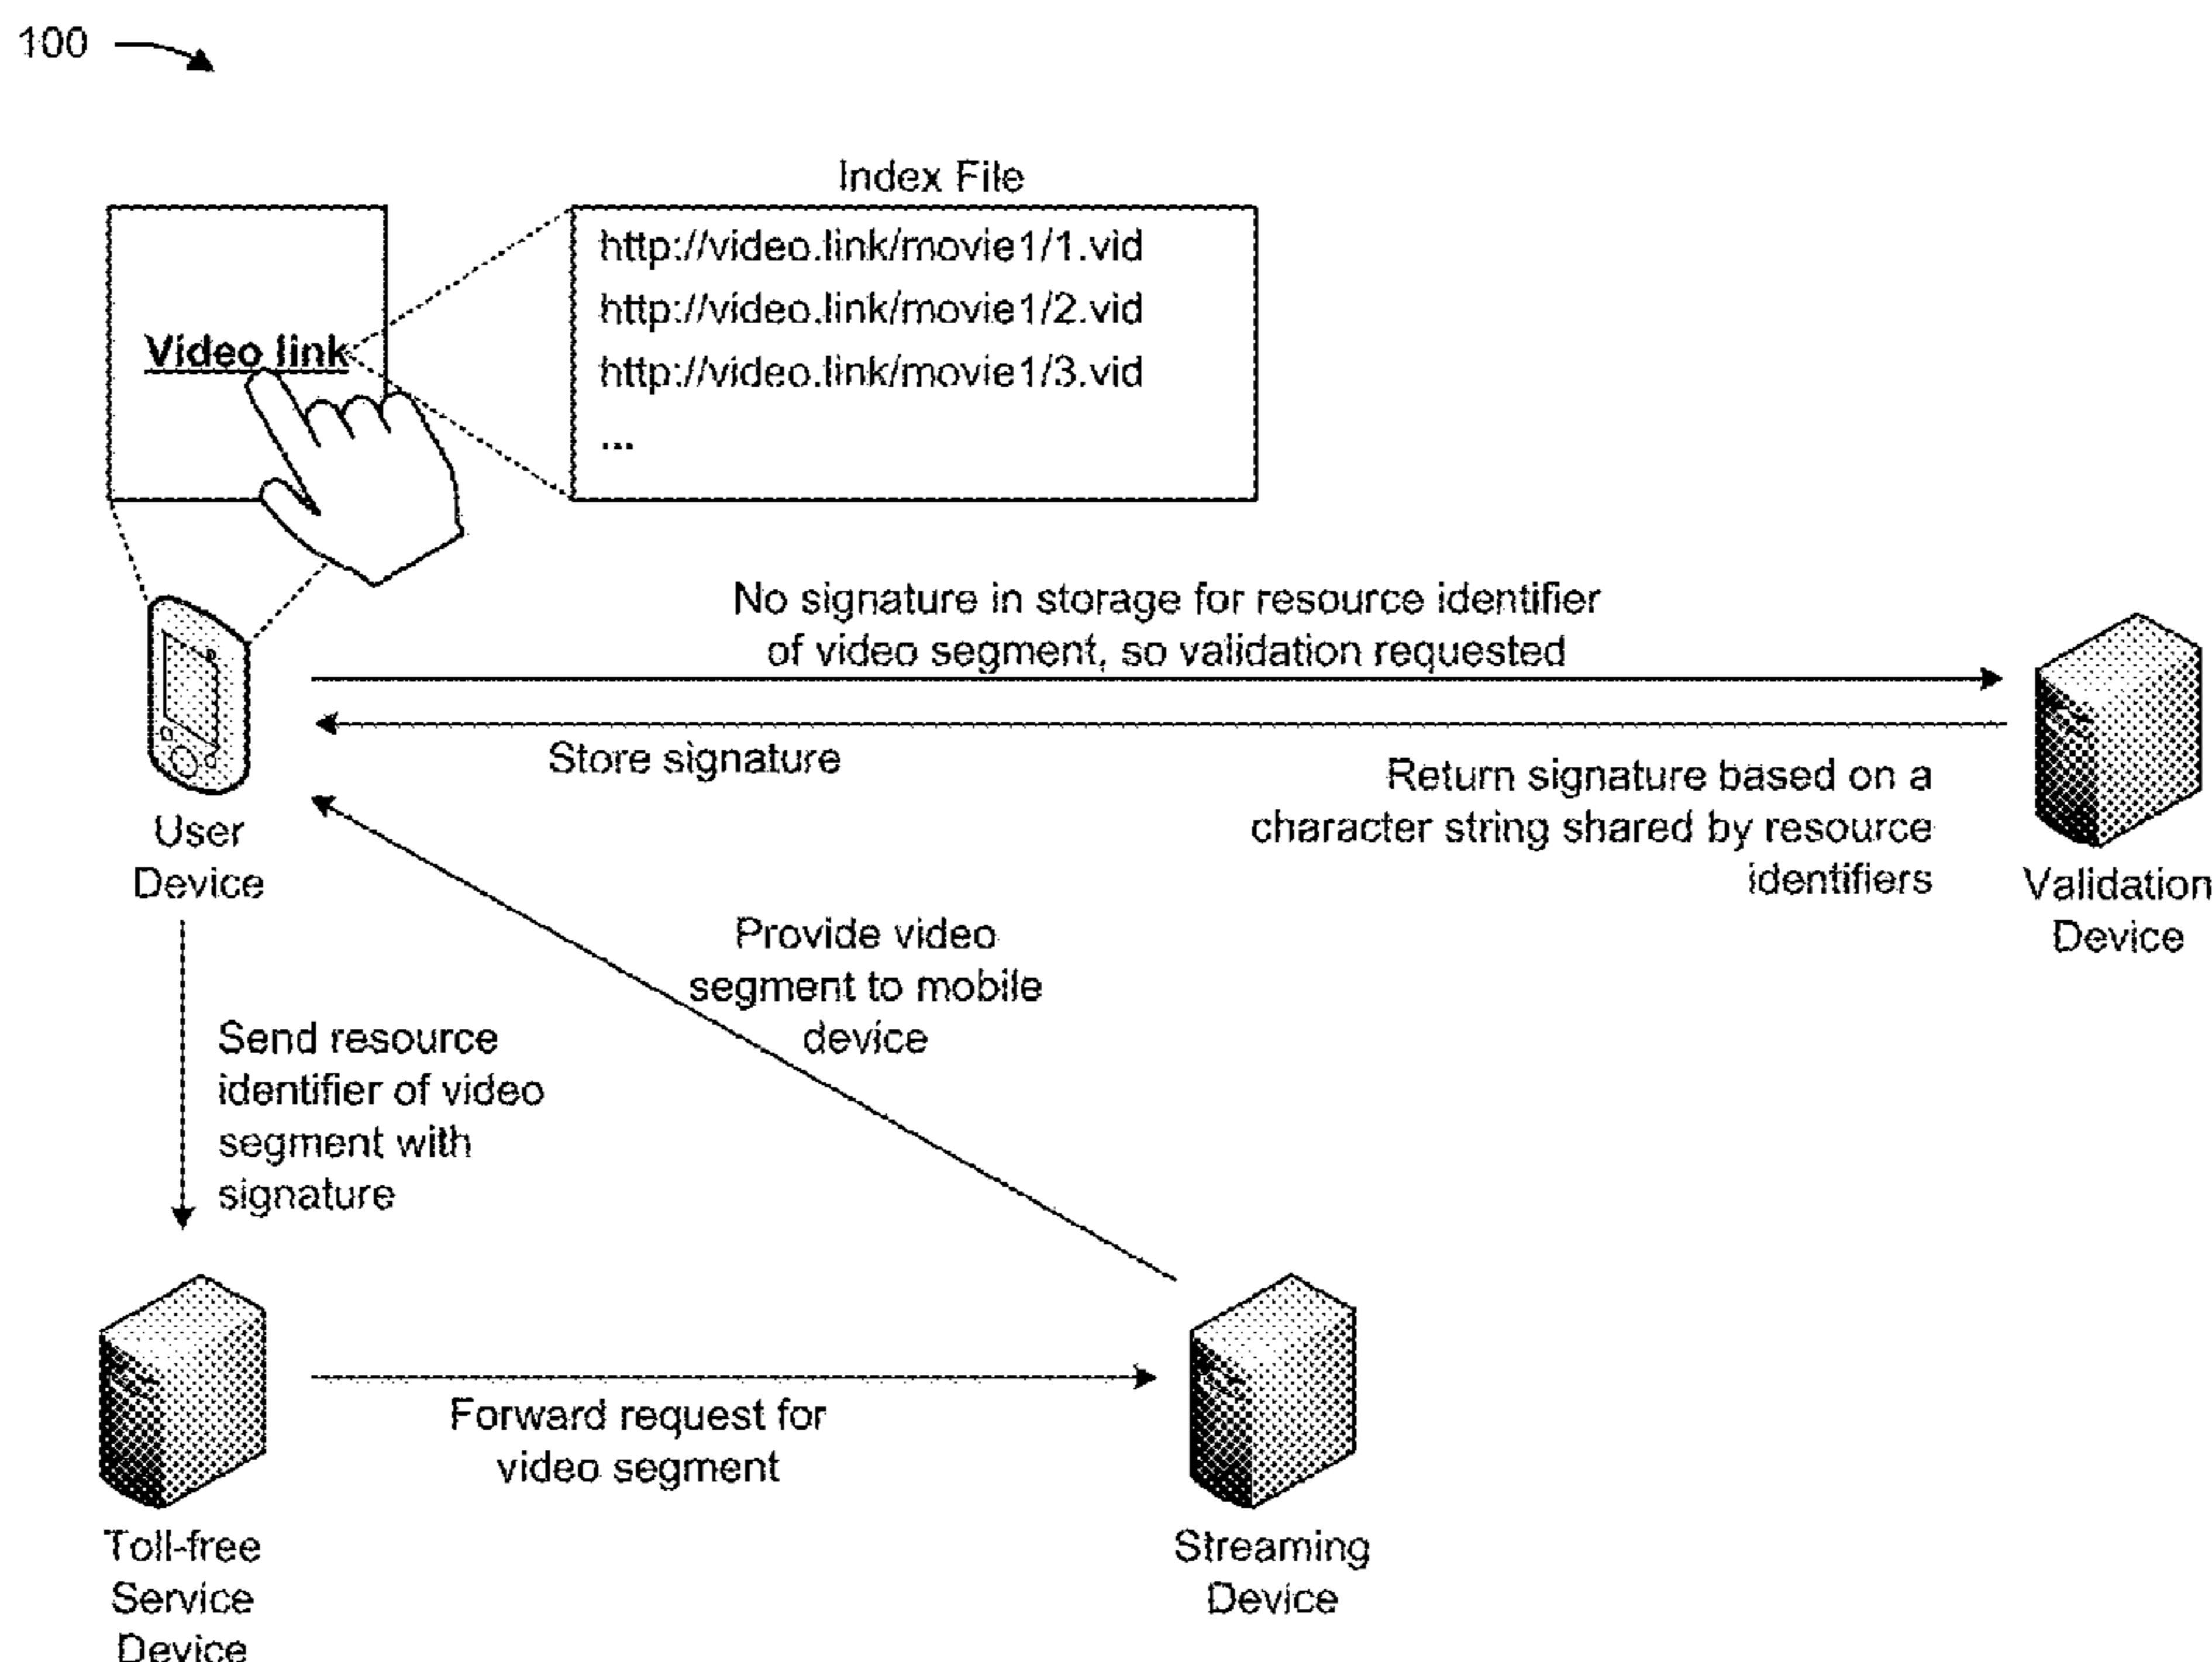 100
Index File
http://video.link/movie1/1.vid
http://video.link/movie1/2.vid
http://video.link/movie1/3.vid
...
Video link
No signature in storage for resource identifier
of video segment, so validation requested
Store signature
Return signature based on a
character string shared by resource
identifiers
User
Device
Validation
Device
Provide video
segment to mobile
device
Send resource
identifier of video
segment with
signature
Forward request for
video segment
Toll-free
Service
Device
Streaming
Device